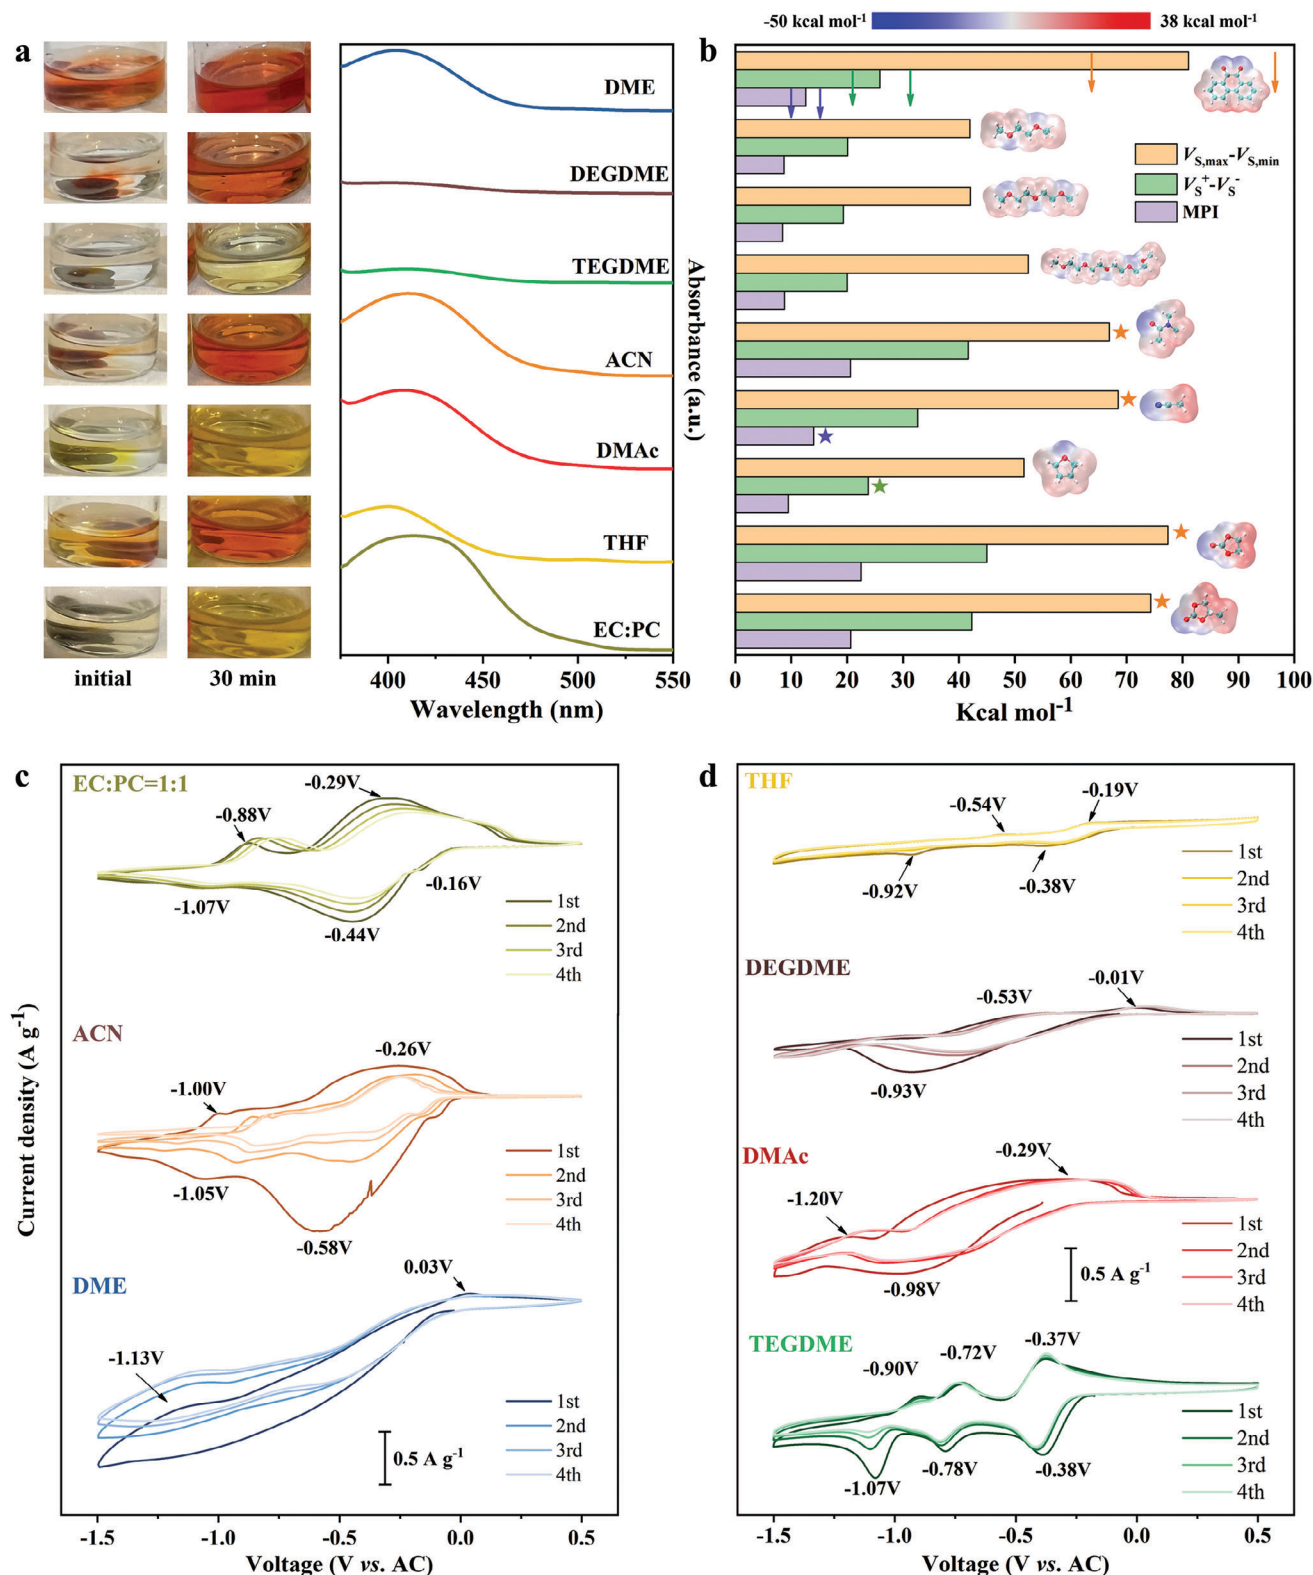 a
DME
DEGDME
TEGDME
ACN
DMAc
THF
EC:PC
initial
30 min
400
450
500
550
Wavelength (nm)
Absorbance (a.u.)
-50 kcal mol⁻¹
38 kcal mol⁻¹
b
V_S,max-V_S,min
V_S⁺-V_S⁻
MPI
0
10
20
30
40
50
60
70
80
90
100
Kcal mol⁻¹
c
EC:PC=1:1
-0.29V
-0.88V
-0.16V
-1.07V
-0.44V
1st
2nd
3rd
4th
ACN
-0.26V
-1.00V
-1.05V
-0.58V
1st
2nd
3rd
4th
DME
0.03V
-1.13V
0.5 A g⁻¹
1st
2nd
3rd
4th
Current density (A g⁻¹)
-1.5
-1.0
-0.5
0.0
0.5
Voltage (V vs. AC)
d
THF
-0.19V
-0.54V
-0.92V
-0.38V
1st
2nd
3rd
4th
DEGDME
-0.53V
-0.01V
-0.93V
1st
2nd
3rd
4th
DMAc
-0.29V
-1.20V
-0.98V
0.5 A g⁻¹
1st
2nd
3rd
4th
TEGDME
-0.37V
-0.72V
-0.90V
-0.78V
-0.38V
-1.07V
1st
2nd
3rd
4th
-1.5
-1.0
-0.5
0.0
0.5
Voltage (V vs. AC)